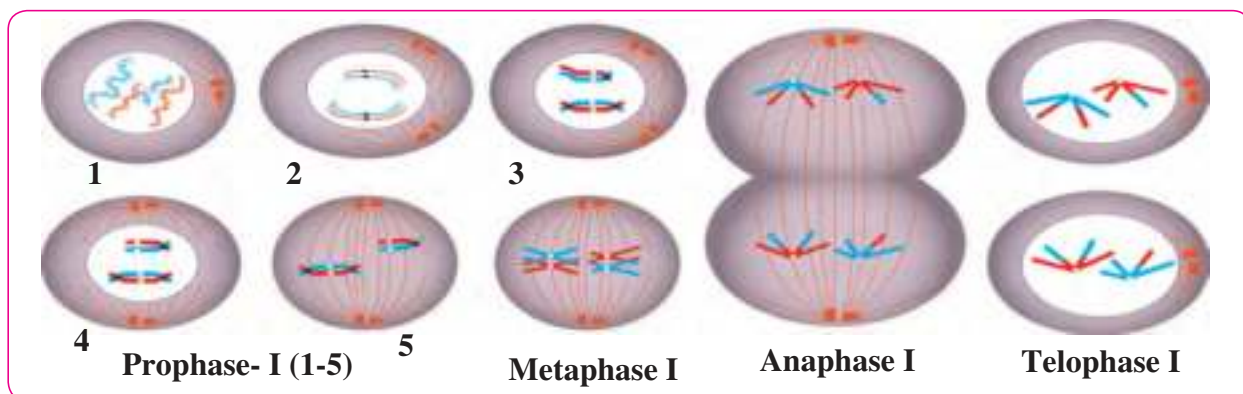 1
2
3
4
5
Prophase- I (1-5)
Metaphase I
Anaphase I
Telophase I